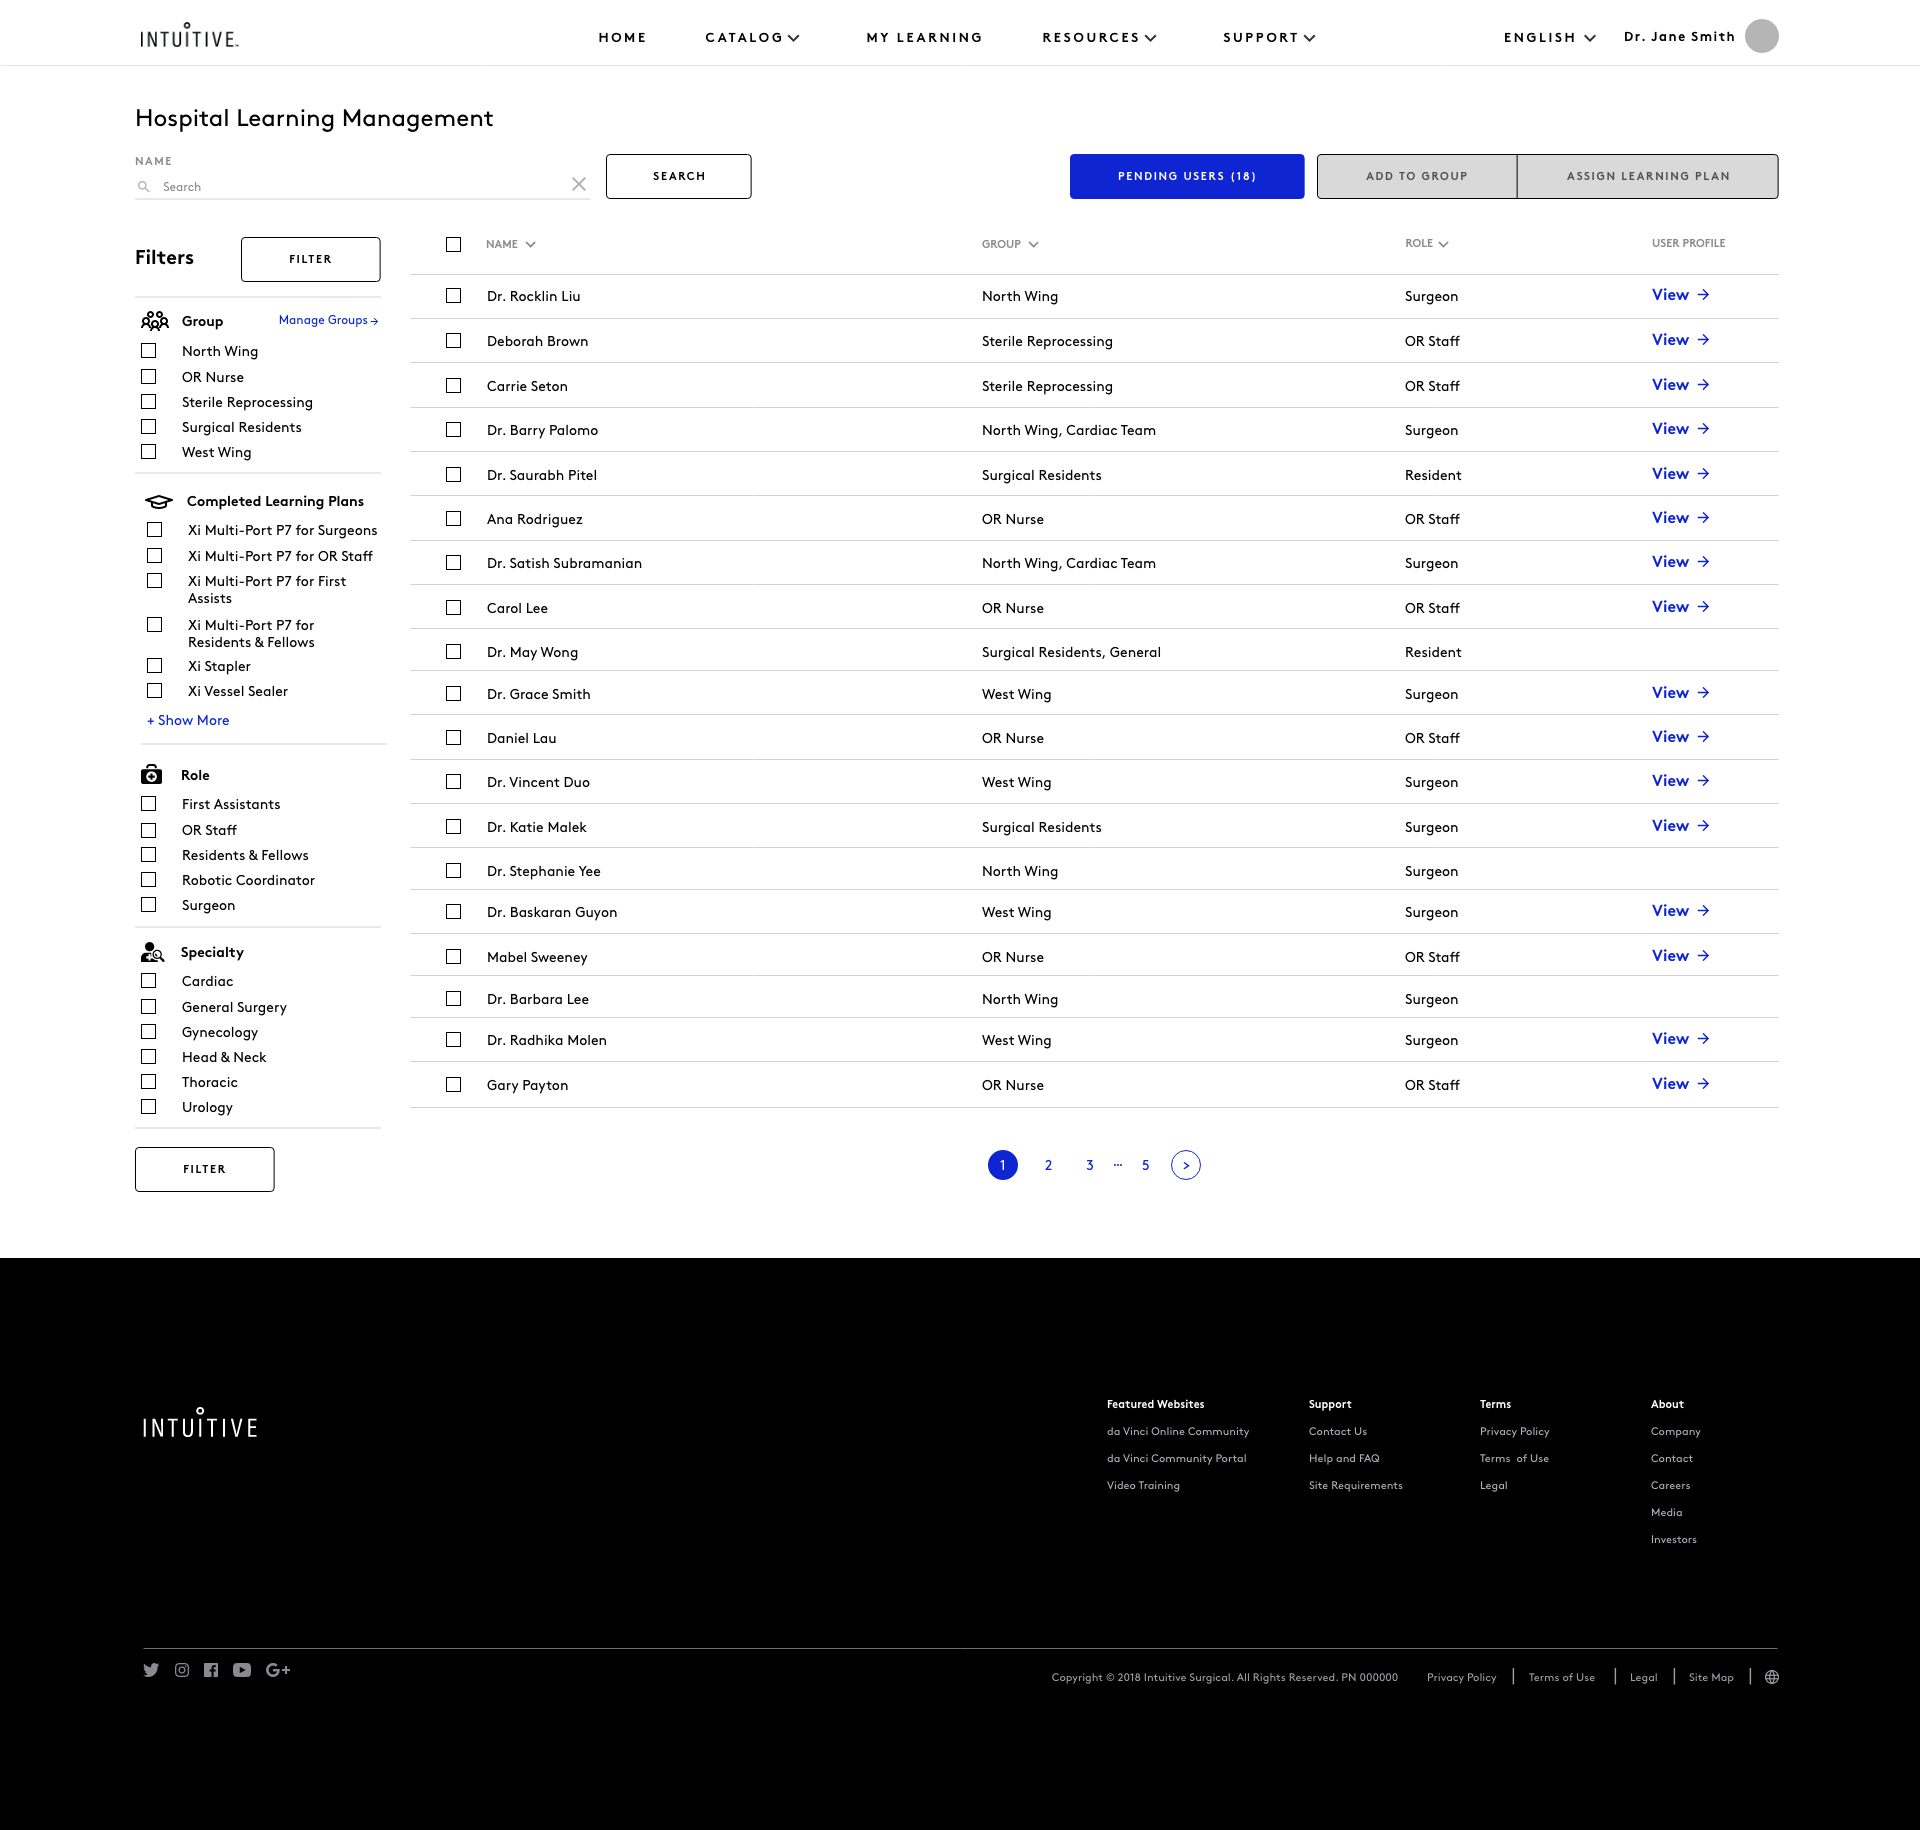 INTUITIVE™ HOME CATALOG MY LEARNING RESOURCES SUPPORT ENGLISH Dr. Jane Smith
Hospital Learning Management
NAME
Search
SEARCH
PENDING USERS (18)
ADD TO GROUP
ASSIGN LEARNING PLAN
Filters
FILTER
Group
Manage Groups →
North Wing
OR Nurse
Sterile Reprocessing
Surgical Residents
West Wing
Completed Learning Plans
Xi Multi-Port P7 for Surgeons
Xi Multi-Port P7 for OR Staff
Xi Multi-Port P7 for First
Assists
Xi Multi-Port P7 for
Residents & Fellows
Xi Stapler
Xi Vessel Sealer
+ Show More
Role
First Assistants
OR Staff
Residents & Fellows
Robotic Coordinator
Surgeon
Specialty
Cardiac
General Surgery
Gynecology
Head & Neck
Thoracic
Urology
FILTER
NAME GROUP ROLE USER PROFILE
Dr. Rocklin Liu North Wing Surgeon View →
Deborah Brown Sterile Reprocessing OR Staff View →
Carrie Seton Sterile Reprocessing OR Staff View →
Dr. Barry Palomo North Wing, Cardiac Team Surgeon View →
Dr. Saurabh Pitel Surgical Residents Resident View →
Ana Rodriguez OR Nurse OR Staff View →
Dr. Satish Subramanian North Wing, Cardiac Team Surgeon View →
Carol Lee OR Nurse OR Staff View →
Dr. May Wong Surgical Residents, General Resident
Dr. Grace Smith West Wing Surgeon View →
Daniel Lau OR Nurse OR Staff View →
Dr. Vincent Duo West Wing Surgeon View →
Dr. Katie Malek Surgical Residents Surgeon View →
Dr. Stephanie Yee North Wing Surgeon
Dr. Baskaran Guyon West Wing Surgeon View →
Mabel Sweeney OR Nurse OR Staff View →
Dr. Barbara Lee North Wing Surgeon
Dr. Radhika Molen West Wing Surgeon View →
Gary Payton OR Nurse OR Staff View →
1 2 3 ... 5 >
INTUITIVE
Featured Websites
da Vinci Online Community
da Vinci Community Portal
Video Training
Support
Contact Us
Help and FAQ
Site Requirements
Terms
Privacy Policy
Terms of Use
Legal
About
Company
Contact
Careers
Media
Investors
G+
Copyright © 2018 Intuitive Surgical. All Rights Reserved. PN 000000 Privacy Policy | Terms of Use | Legal | Site Map |